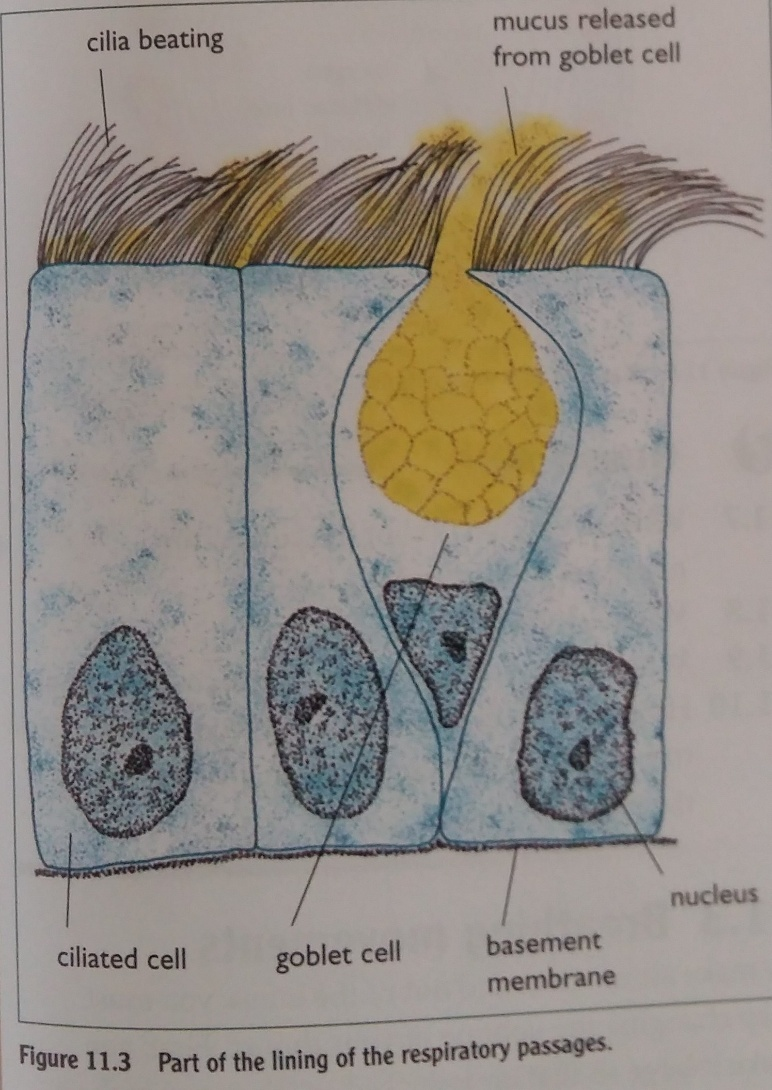 cilia beating
mucus released
from goblet cell
nucleus
ciliated cell
goblet cell
basement
membrane
Figure 11.3 Part of the lining of the respiratory passages.